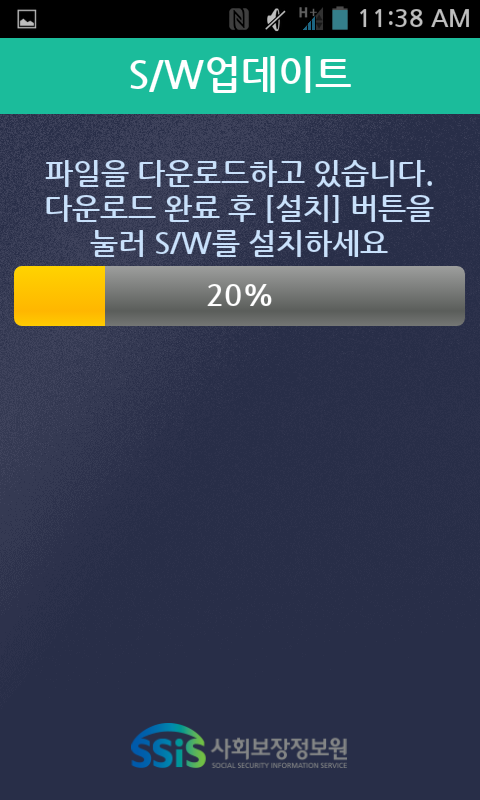 H+ 11:38 AM
S/W업데이트
파일을 다운로드하고 있습니다.
다운로드 완료 후 [설치] 버튼을
눌러 S/W를 설치하세요
20%
SSiS 사회보장정보원
SOCIAL SECURITY INFORMATION SERVICE